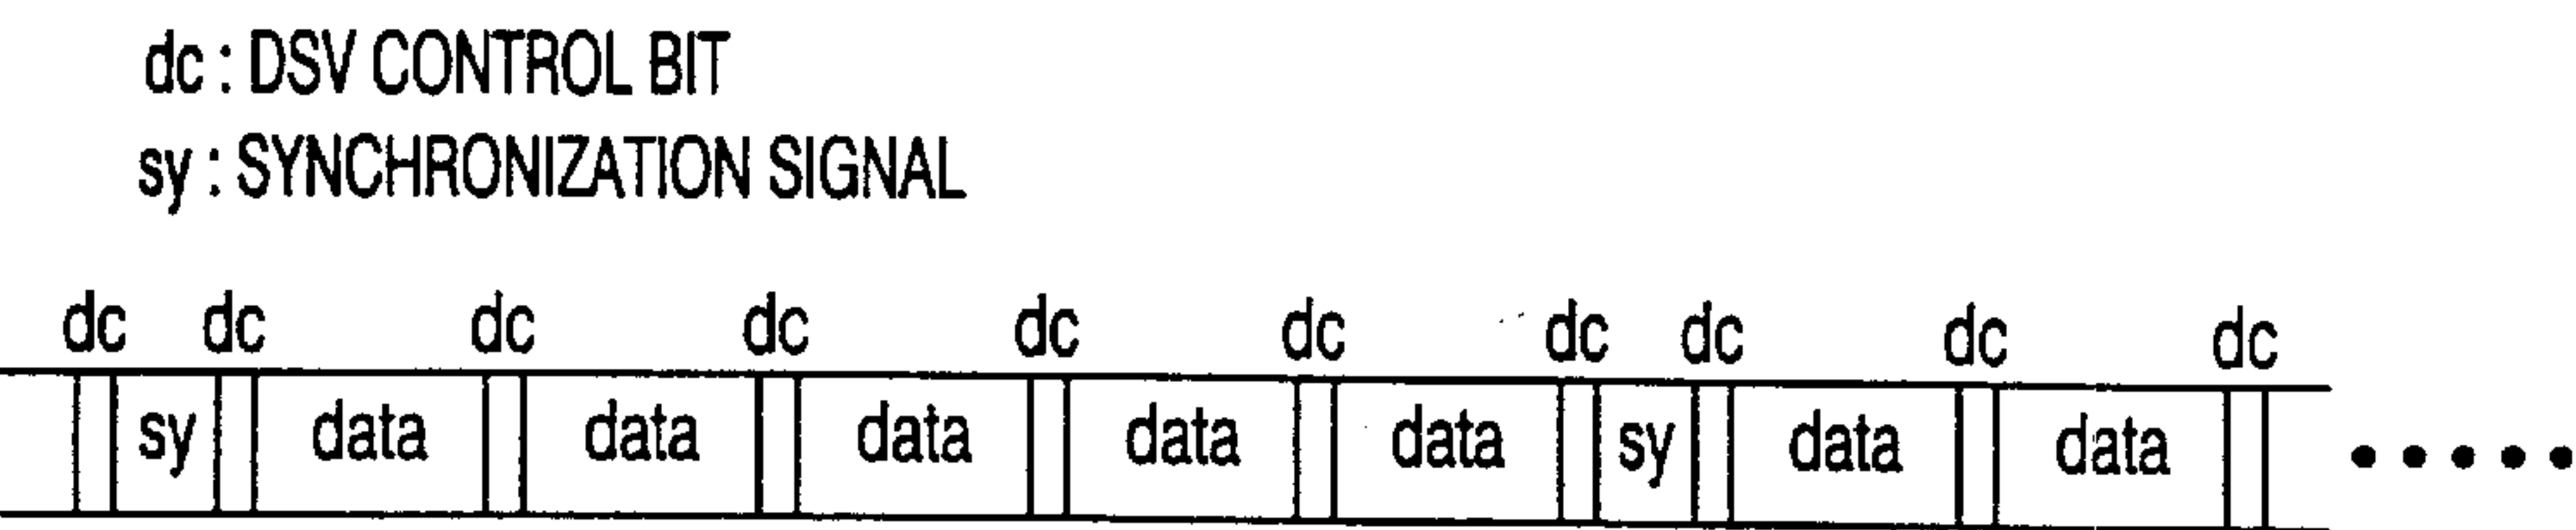 dc : DSV CONTROL BIT
sy : SYNCHRONIZATION SIGNAL
dc dc dc dc dc dc dc dc dc dc
sy data data data data data sy data data